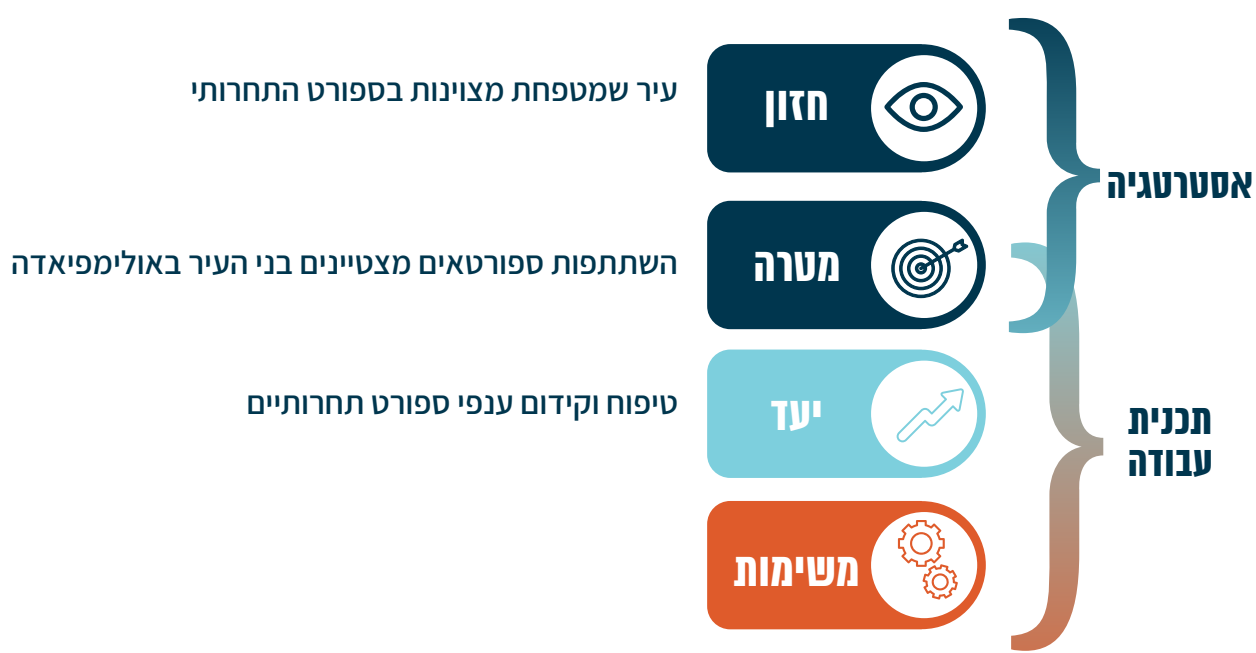 אסטרטגיה
חזון
עיר שמטפחת מצוינות בספורט התחרותי
מטרה
השתתפות ספורטאים מצטיינים בני העיר באולימפיאדה
תכנית
עבודה
יעד
טיפוח וקידום ענפי ספורט תחרותיים
משימות